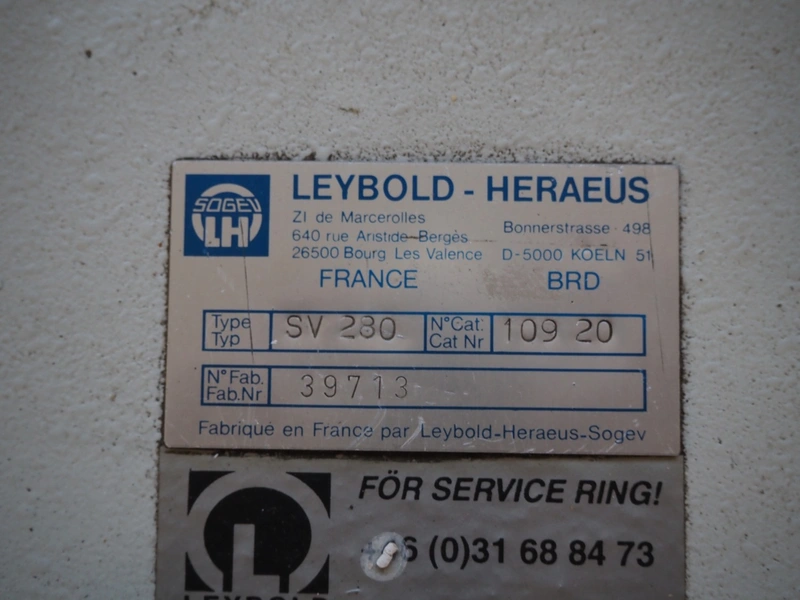 SOGEV
LH
LEYBOLD - HERAEUS
ZI de Marcerolles
640 rue Aristide Bergès
26500 Bourg Les Valence
FRANCE
Bonnerstrasse 498
D-5000 KOELN 51
BRD
Type
Typ
SV 280
N°Cat:
Cat Nr
109 20
N°Fab.
Fab.Nr
39713
Fabriqué en France par Leybold-Heraeus-Sogev
L
LEYBOLD
FÖR SERVICE RING!
6 (0)31 68 84 73